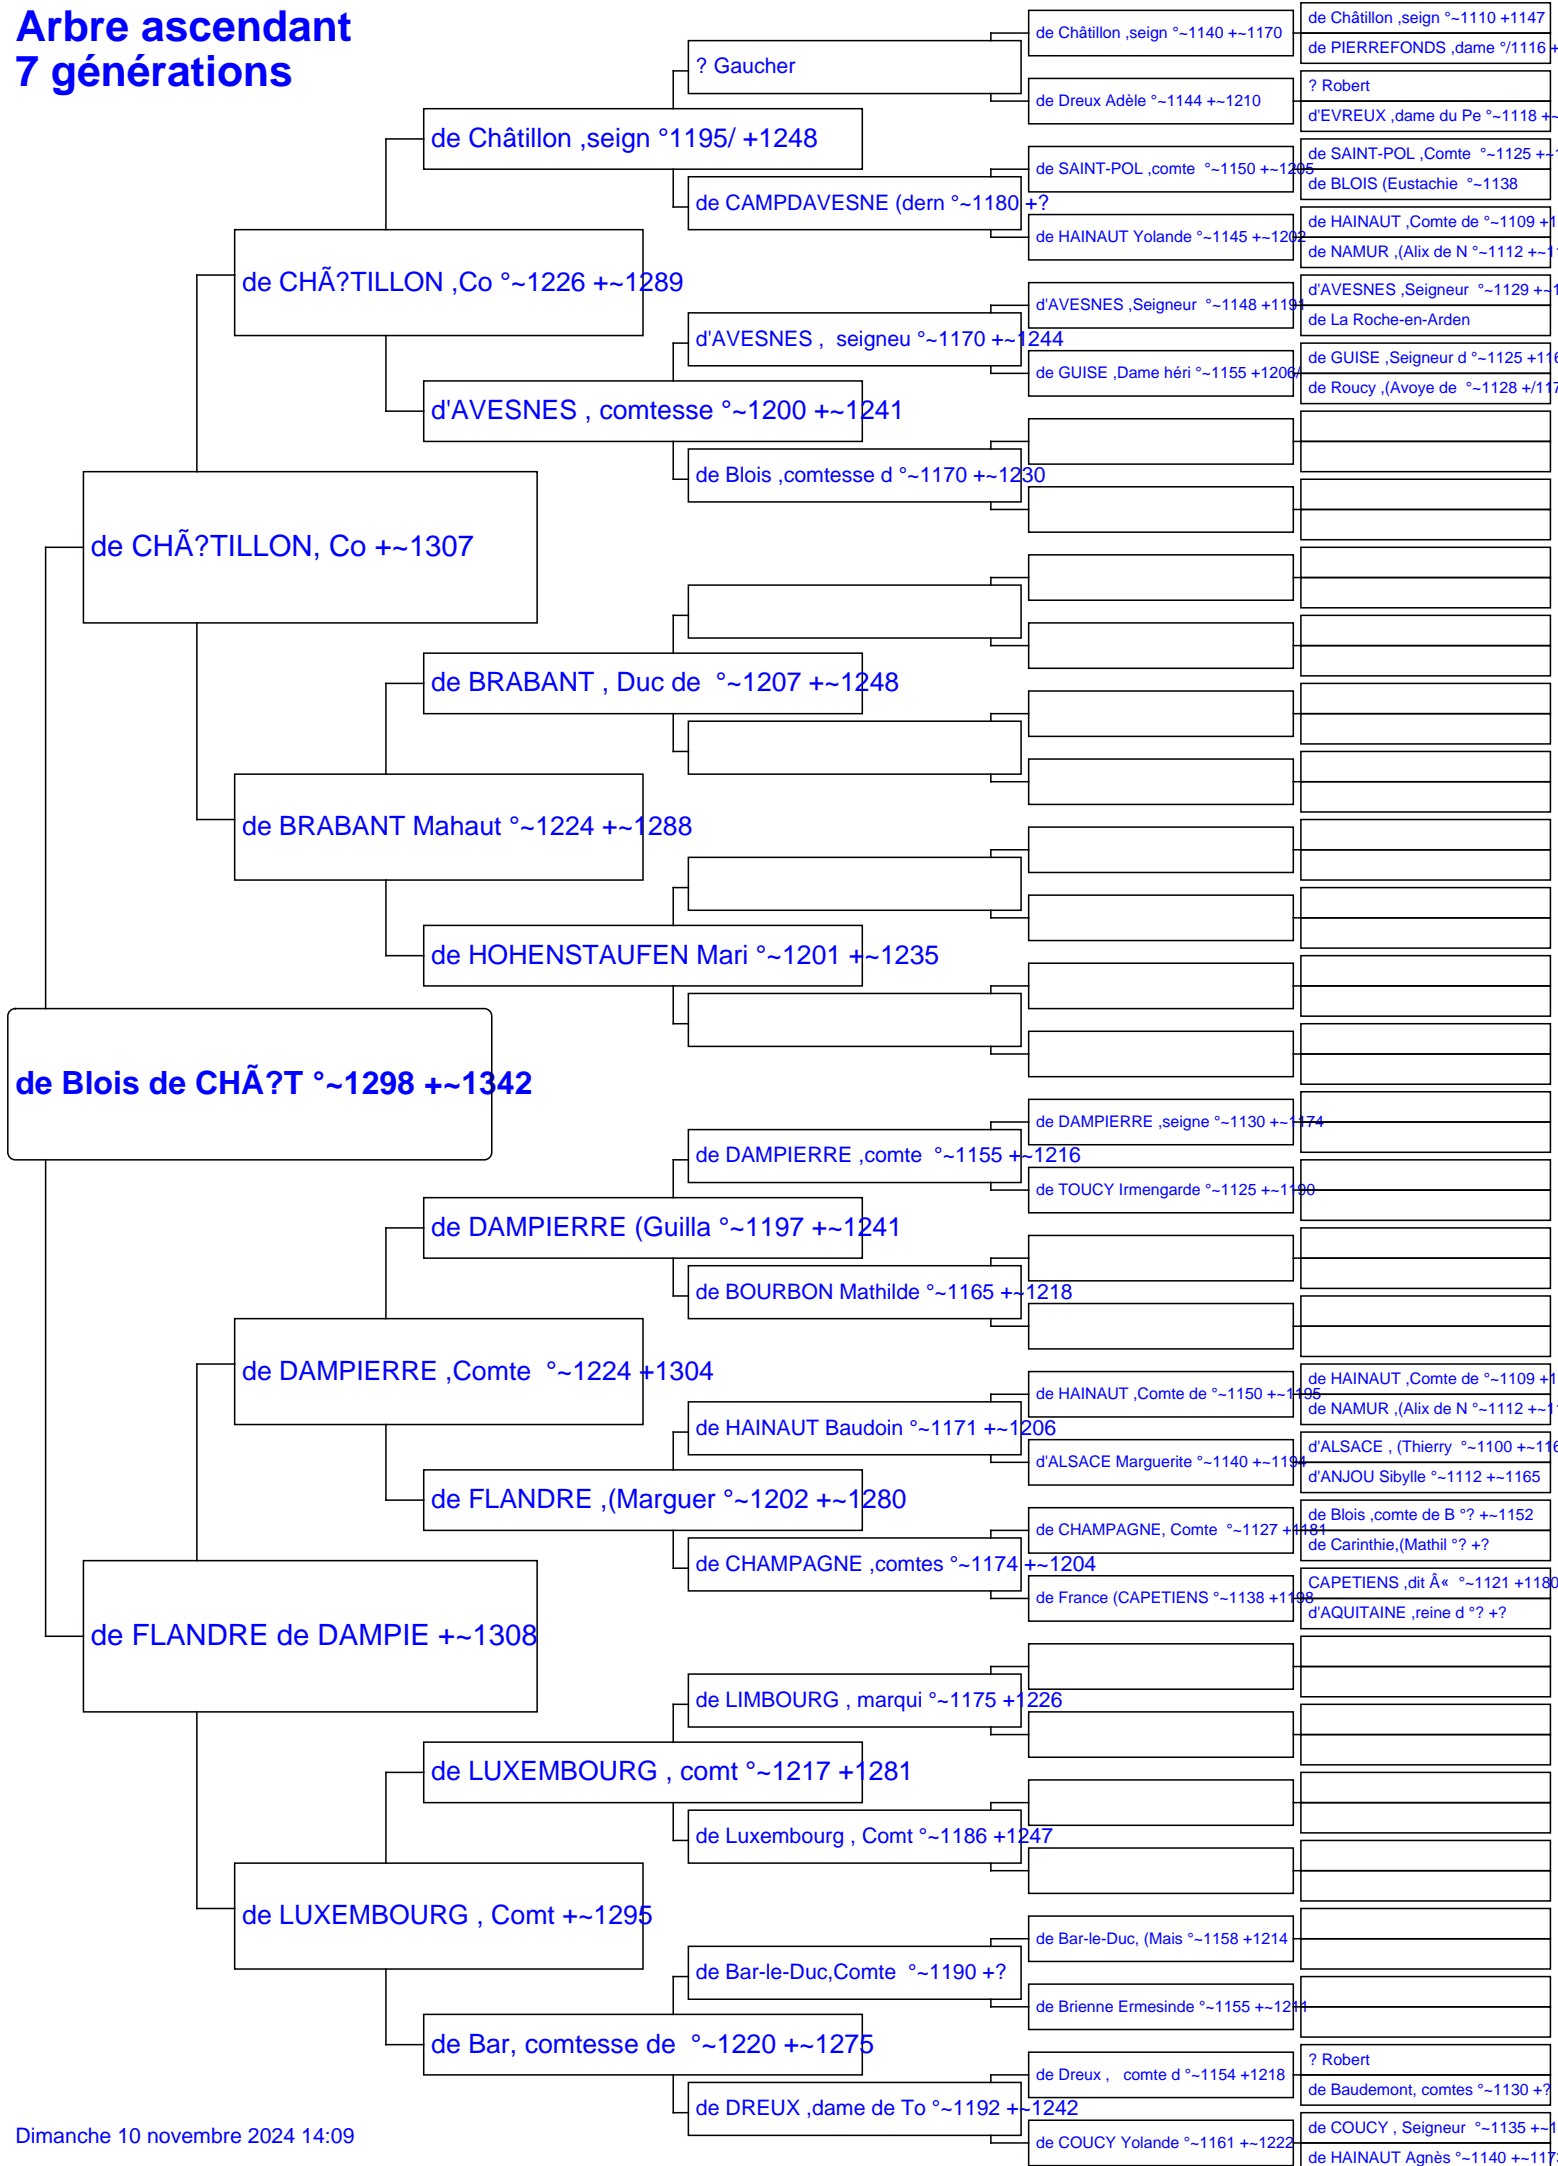 Arbre ascendant
7 générations
de Châtillon ,seign °~1110 +1147
de Châtillon ,seign °~1140 +~1170
de PIERREFONDS ,dame °/1116 +
? Gaucher
? Robert
de Dreux Adèle °~1144 +~1210
d'EVREUX ,dame du Pe °~1118 +~
de Châtillon ,seign °1195/ +1248
de SAINT-POL ,Comte °~1125 +~1
de SAINT-POL ,comte °~1150 +~1205
de BLOIS (Eustachie °~1138
de CAMPDAVESNE (dern °~1180 +?
de HAINAUT ,Comte de °~1109 +1
de HAINAUT Yolande °~1145 +~1202
de NAMUR ,(Alix de N °~1112 +~1
de CHÃ?TILLON ,Co °~1226 +~1289
d'AVESNES ,Seigneur °~1129 +~1
d'AVESNES ,Seigneur °~1148 +1191
de La Roche-en-Arden
d'AVESNES , seigneu °~1170 +~1244
de GUISE ,Seigneur d °~1125 +116
de GUISE ,Dame héri °~1155 +1206/
de Roucy ,(Avoye de °~1128 +/117
d'AVESNES , comtesse °~1200 +~1241
de Blois ,comtesse d °~1170 +~1230
de CHÃ?TILLON, Co +~1307
de BRABANT , Duc de °~1207 +~1248
de BRABANT Mahaut °~1224 +~1288
de HOHENSTAUFEN Mari °~1201 +~1235
de Blois de CHÃ?T °~1298 +~1342
de DAMPIERRE ,seigne °~1130 +~1174
de DAMPIERRE ,comte °~1155 +~1216
de TOUCY Irmengarde °~1125 +~1190
de DAMPIERRE (Guilla °~1197 +~1241
de BOURBON Mathilde °~1165 +~1218
de DAMPIERRE ,Comte °~1224 +1304
de HAINAUT ,Comte de °~1109 +1
de HAINAUT ,Comte de °~1150 +~1195
de NAMUR ,(Alix de N °~1112 +~1
de HAINAUT Baudoin °~1171 +~1206
d'ALSACE , (Thierry °~1100 +~116
d'ALSACE Marguerite °~1140 +~1194
d'ANJOU Sibylle °~1112 +~1165
de FLANDRE ,(Marguer °~1202 +~1280
de Blois ,comte de B °? +~1152
de CHAMPAGNE, Comte °~1127 +1181
de Carinthie,(Mathil °? +?
de CHAMPAGNE ,comtes °~1174 +~1204
CAPETIENS ,dit Â« °~1121 +1180
de France (CAPETIENS °~1138 +1198
d'AQUITAINE ,reine d °? +?
de FLANDRE de DAMPIE +~1308
de LIMBOURG , marqui °~1175 +1226
de LUXEMBOURG , comt °~1217 +1281
de Luxembourg , Comt °~1186 +1247
de LUXEMBOURG , Comt +~1295
de Bar-le-Duc, (Mais °~1158 +1214
de Bar-le-Duc,Comte °~1190 +?
de Brienne Ermesinde °~1155 +~1211
de Bar, comtesse de °~1220 +~1275
? Robert
de Dreux , comte d °~1154 +1218
de Baudemont, comtes °~1130 +?
de DREUX ,dame de To °~1192 +~1242
de COUCY , Seigneur °~1135 +~1
de COUCY Yolande °~1161 +~1222
de HAINAUT Agnès °~1140 +~1173
Dimanche 10 novembre 2024 14:09